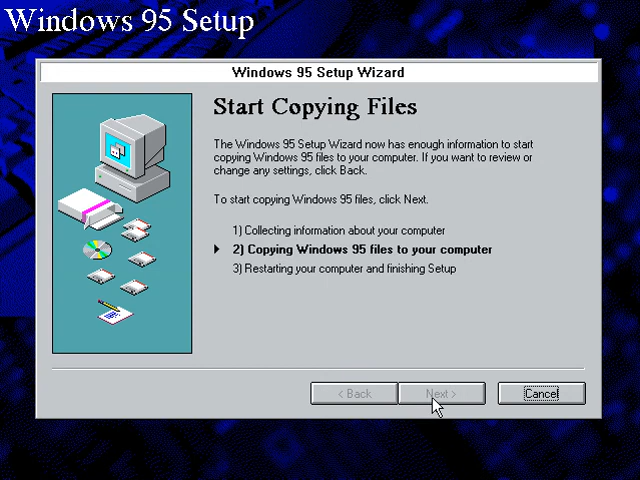 Windows 95 Setup
Windows 95 Setup Wizard
Start Copying Files
The Windows 95 Setup Wizard now has enough information to start
copying Windows 95 files to your computer. If you want to review or
change any settings, click Back.
To start copying Windows 95 files, click Next.
1) Collecting information about your computer
2) Copying Windows 95 files to your computer
3) Restarting your computer and finishing Setup
< Back
Next >
Cancel